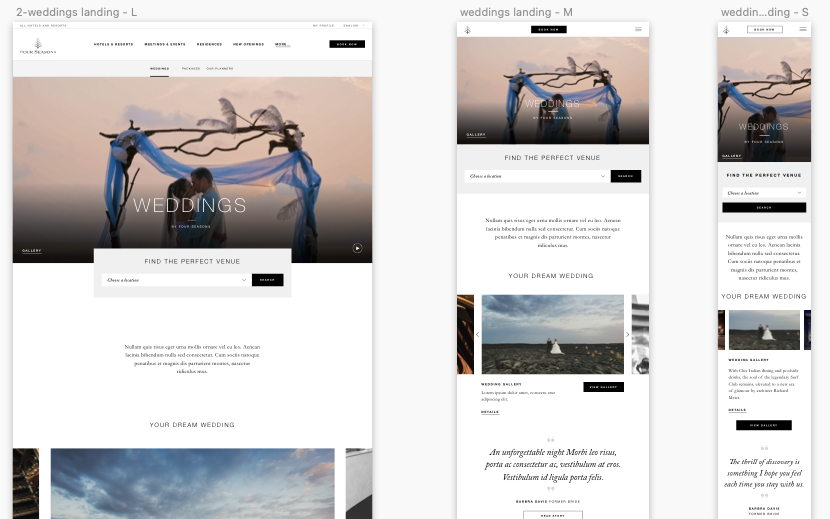 2-weddings landing - L
ALL HOTELS AND RESORTS
MY PROFILE
ENGLISH
FOUR SEASONS
HOTELS & RESORTS
MEETINGS & EVENTS
RESIDENCES
NEW OPENINGS
MORE...
BOOK NOW
WEDDINGS
PACKAGES
OUR PLANNERS
WEDDINGS
BY FOUR SEASONS
GALLERY
FIND THE PERFECT VENUE
Choose a location
SEARCH
Nullam quis risus eget urna mollis ornare vel eu leo. Aenean
lacinia bibendum nulla sed consectetur. Cum sociis natoque
penatibus et magnis dis parturient montes, nascetur
ridiculus mus.
YOUR DREAM WEDDING
weddings landing - M
BOOK NOW
WEDDINGS
BY FOUR SEASONS
GALLERY
FIND THE PERFECT VENUE
Choose a location
SEARCH
Nullam quis risus eget urna mollis ornare vel eu leo. Aenean
lacinia bibendum nulla sed consectetur. Cum sociis natoque
penatibus et magnis dis parturient montes, nascetur
ridiculus mus.
YOUR DREAM WEDDING
WEDDING GALLERY
Lorem ipsum dolor amet, consecte erat
adipiscing elit.
DETAILS
VIEW GALLERY
An unforgettable night Morbi leo risus,
porta ac consectetur ac, vestibulum at eros.
Vestibulum id ligula porta felis.
BARBRA DAVIS FORMER BRIDE
READ STORY
weddin...ding - S
BOOK NOW
WEDDINGS
BY FOUR SEASONS
GALLERY
FIND THE PERFECT VENUE
Choose a location
SEARCH
Nullam quis risus eget urna
mollis ornare vel eu leo.
Aenean lacinia bibendum
nulla sed consectetur. Cum
sociis natoque penatibus et
magnis dis parturient
montes, nascetur ridiculus
mus.
YOUR DREAM WEDDING
WEDDING GALLERY
With Chic Italian dining and poolside
drinks, the soul of the legendary Surf
Club remains, elevated to a new era
of glamour by architect Richard
Meier.
DETAILS
VIEW GALLERY
The thrill of discovery is
something I hope you feel
each time you stay with us.
BARBRA DAVIS
FORMER BRIDE